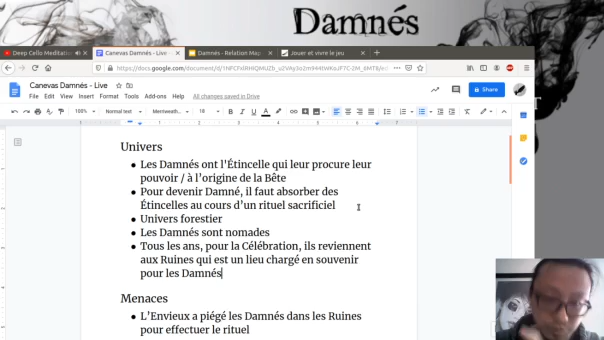 Damnés
Deep Cello Meditati
Canevas Damnés - Live
Damnés - Relation Map
Jouer et vivre le jeu
Canevas Damnés - Live
File Edit View Insert Format Tools Add-ons Help All changes saved in Drive
Share
100% Normal text Merriweath... 18
Univers
● Les Damnés ont l'Étincelle qui leur procure leur
pouvoir / à l'origine de la Bête
● Pour devenir Damné, il faut absorber des
Étincelles au cours d'un rituel sacrificiel
● Univers forestier
● Les Damnés sont nomades
● Tous les ans, pour la Célébration, ils reviennent
aux Ruines qui est un lieu chargé en souvenir
pour les Damnés
Menaces
● L'Envieux a piégé les Damnés dans les Ruines
pour effectuer le rituel